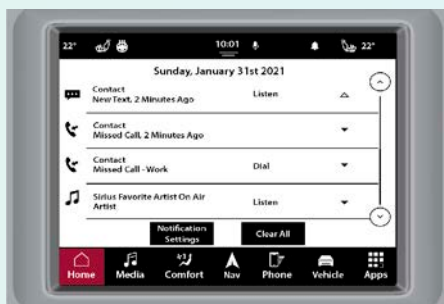 22° 10:01 22°
Sunday, January 31st 2021
Contact
New Text, 2 Minutes Ago Listen
Contact
Missed Call, 2 Minutes Ago
Contact
Missed Call - Work Dial
Sirius Favorite Artist On Air
Artist Listen
Notification
Settings Clear All
Home Media Comfort Nav Phone Vehicle Apps